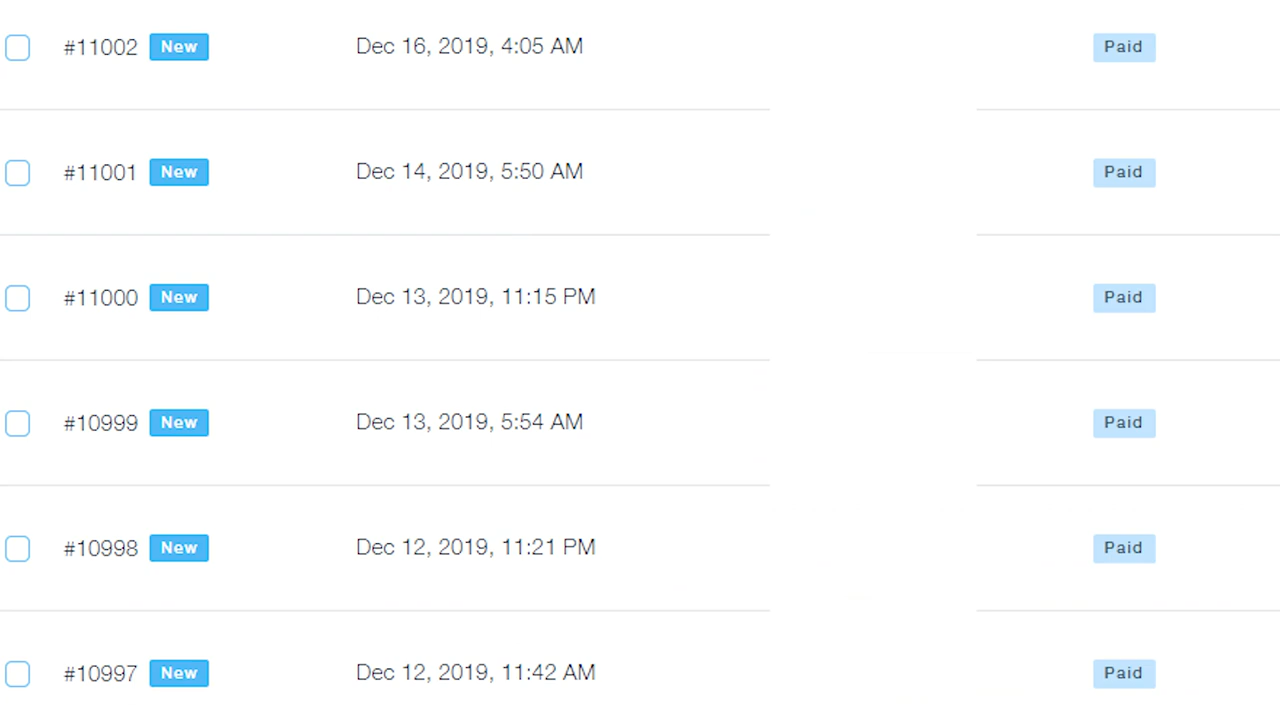 #11002 New Dec 16, 2019, 4:05 AM Paid
#11001 New Dec 14, 2019, 5:50 AM Paid
#11000 New Dec 13, 2019, 11:15 PM Paid
#10999 New Dec 13, 2019, 5:54 AM Paid
#10998 New Dec 12, 2019, 11:21 PM Paid
#10997 New Dec 12, 2019, 11:42 AM Paid